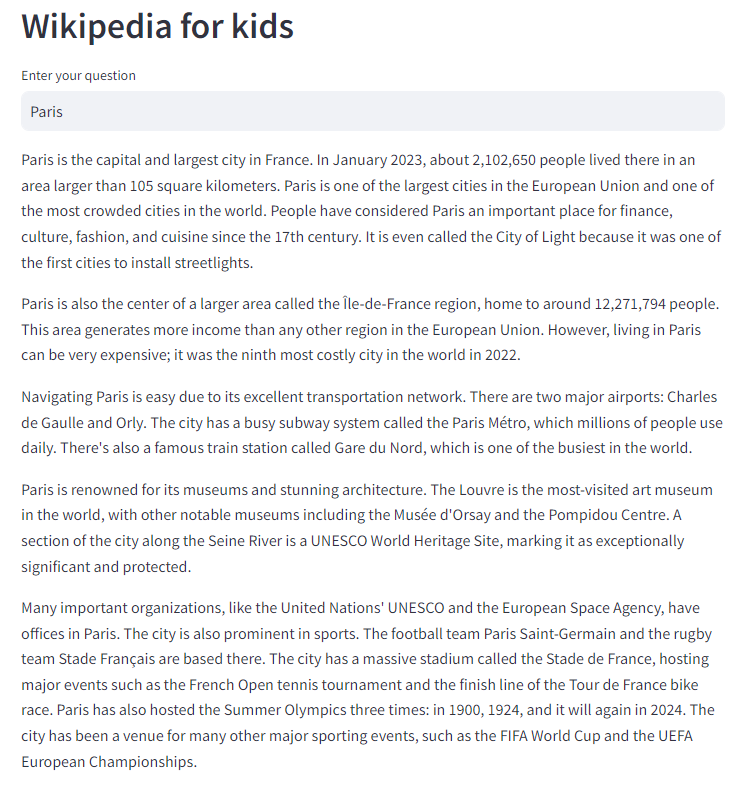 Wikipedia for kids
Enter your question
Paris
Paris is the capital and largest city in France. In January 2023, about 2,102,650 people lived there in an
area larger than 105 square kilometers. Paris is one of the largest cities in the European Union and one of
the most crowded cities in the world. People have considered Paris an important place for finance,
culture, fashion, and cuisine since the 17th century. It is even called the City of Light because it was one of
the first cities to install streetlights.
Paris is also the center of a larger area called the Île-de-France region, home to around 12,271,794 people.
This area generates more income than any other region in the European Union. However, living in Paris
can be very expensive; it was the ninth most costly city in the world in 2022.
Navigating Paris is easy due to its excellent transportation network. There are two major airports: Charles
de Gaulle and Orly. The city has a busy subway system called the Paris Métro, which millions of people use
daily. There's also a famous train station called Gare du Nord, which is one of the busiest in the world.
Paris is renowned for its museums and stunning architecture. The Louvre is the most-visited art museum
in the world, with other notable museums including the Musée d'Orsay and the Pompidou Centre. A
section of the city along the Seine River is a UNESCO World Heritage Site, marking it as exceptionally
significant and protected.
Many important organizations, like the United Nations' UNESCO and the European Space Agency, have
offices in Paris. The city is also prominent in sports. The football team Paris Saint-Germain and the rugby
team Stade Français are based there. The city has a massive stadium called the Stade de France, hosting
major events such as the French Open tennis tournament and the finish line of the Tour de France bike
race. Paris has also hosted the Summer Olympics three times: in 1900, 1924, and it will again in 2024. The
city has been a venue for many other major sporting events, such as the FIFA World Cup and the UEFA
European Championships.